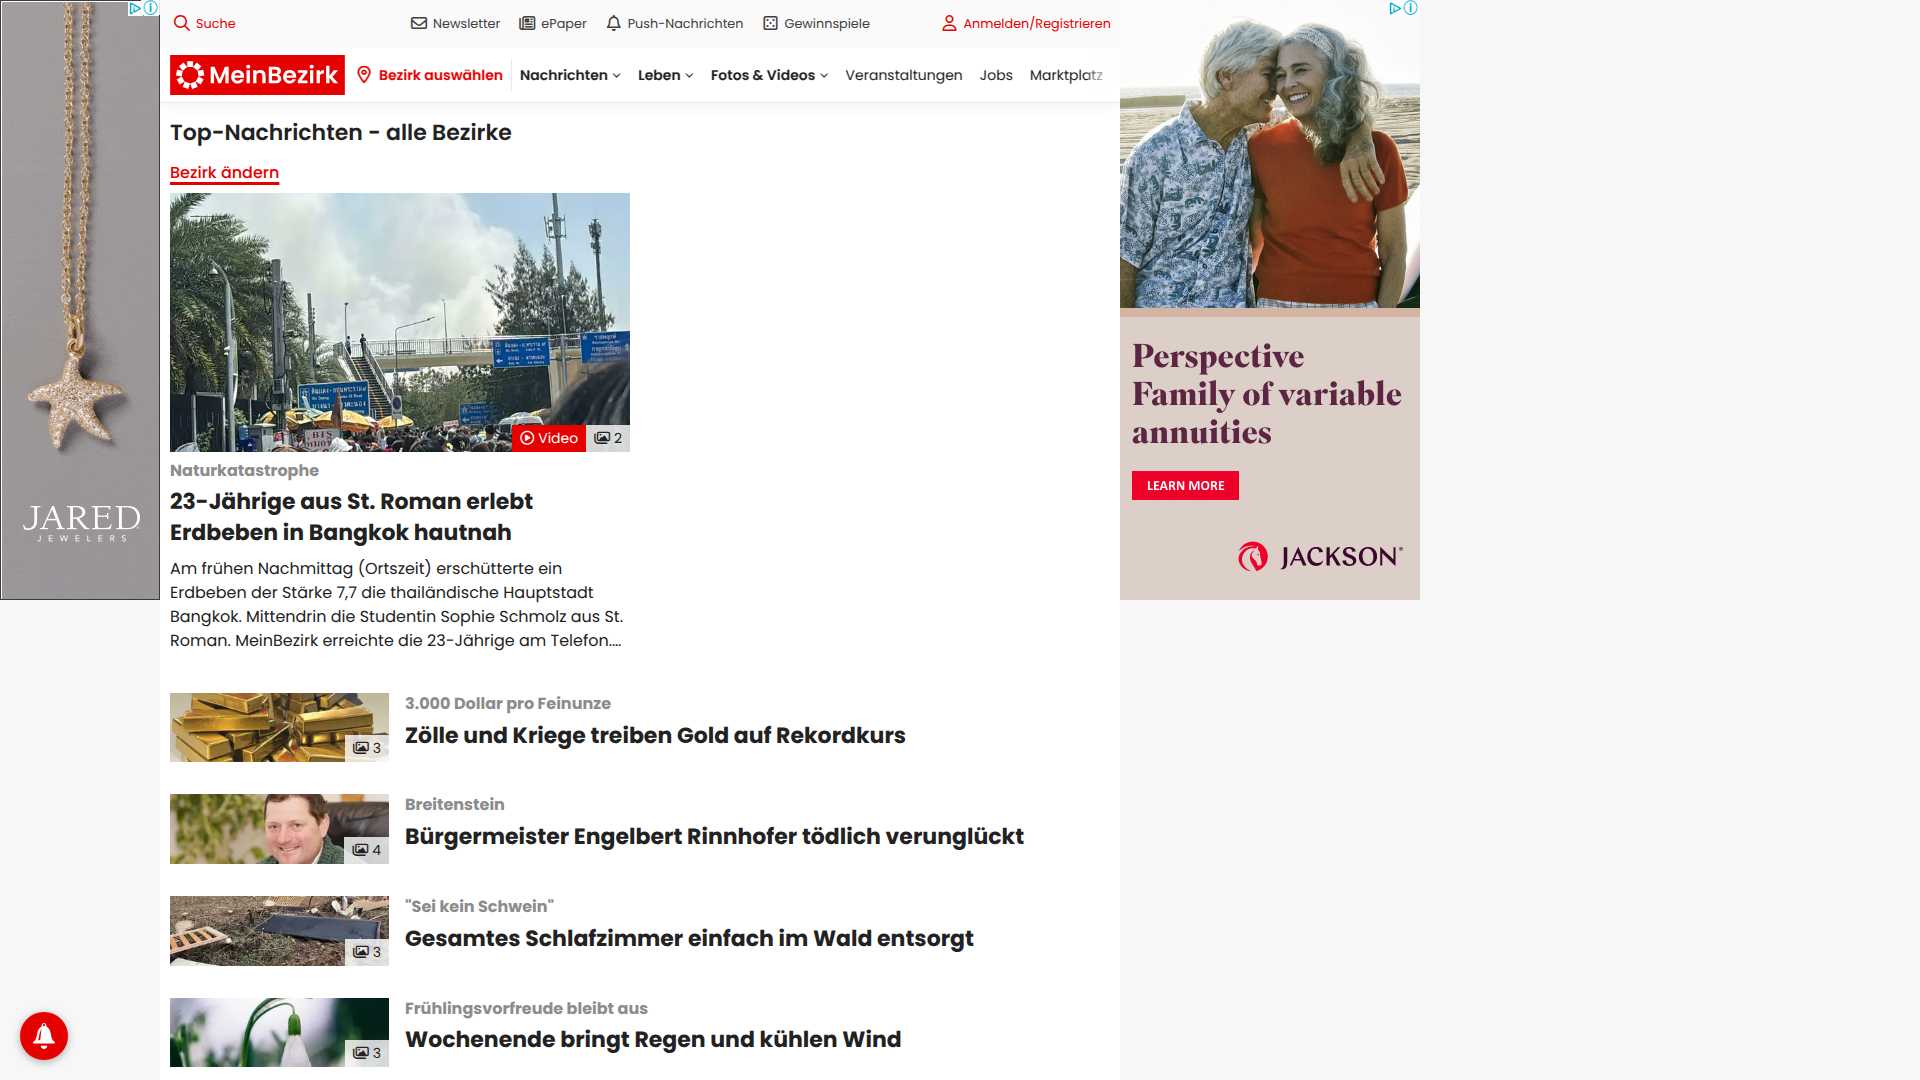 Suche
Newsletter
ePaper
Push-Nachrichten
Gewinnspiele
Anmelden/Registrieren
MeinBezirk
Bezirk auswählen
Nachrichten
Leben
Fotos & Videos
Veranstaltungen
Jobs
Marktplatz
Top-Nachrichten - alle Bezirke
Bezirk ändern
Video
2
Naturkatastrophe
23-Jährige aus St. Roman erlebt
Erdbeben in Bangkok hautnah
Am frühen Nachmittag (Ortszeit) erschütterte ein
Erdbeben der Stärke 7,7 die thailändische Hauptstadt
Bangkok. Mittendrin die Studentin Sophie Schmolz aus St.
Roman. MeinBezirk erreichte die 23-Jährige am Telefon....
3
3.000 Dollar pro Feinunze
Zölle und Kriege treiben Gold auf Rekordkurs
4
Breitenstein
Bürgermeister Engelbert Rinnhofer tödlich verunglückt
3
"Sei kein Schwein"
Gesamtes Schlafzimmer einfach im Wald entsorgt
3
Frühlingsvorfreude bleibt aus
Wochenende bringt Regen und kühlen Wind
JARED
JEWELERS
Perspective
Family of variable
annuities
LEARN MORE
JACKSON